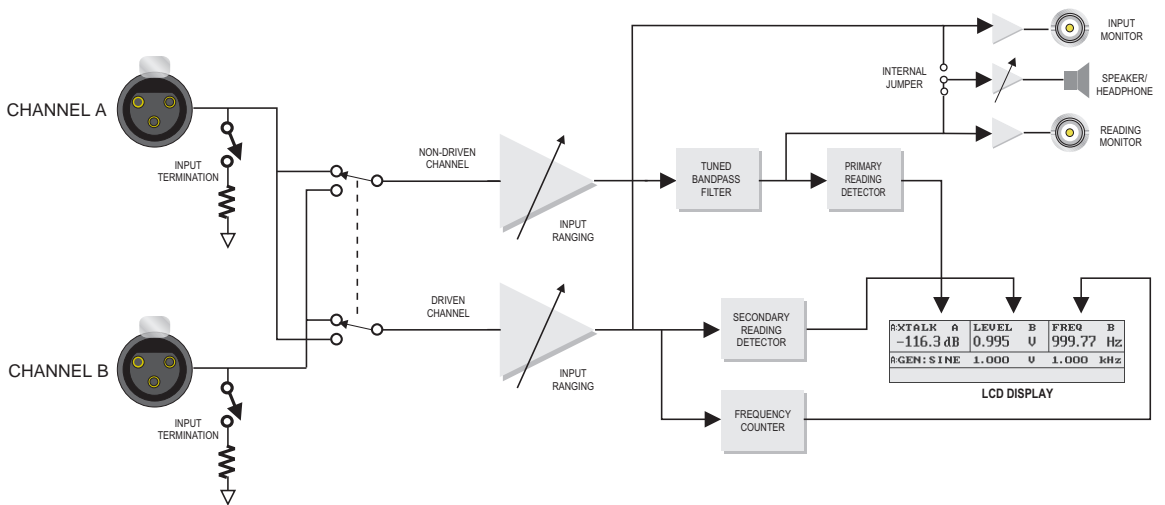 INPUT
MONITOR
INTERNAL
JUMPER
SPEAKER/
HEADPHONE
READING
MONITOR
CHANNEL A
INPUT
TERMINATION
NON-DRIVEN
CHANNEL
INPUT
RANGING
TUNED
BANDPASS
FILTER
PRIMARY
READING
DETECTOR
DRIVEN
CHANNEL
INPUT
RANGING
SECONDARY
READING
DETECTOR
A:XTALK A LEVEL B FREQ B
-116.3 dB 0.995 V 999.77 Hz
A:GEN:SINE 1.000 V 1.000 kHz
LCD DISPLAY
CHANNEL B
INPUT
TERMINATION
FREQUENCY
COUNTER